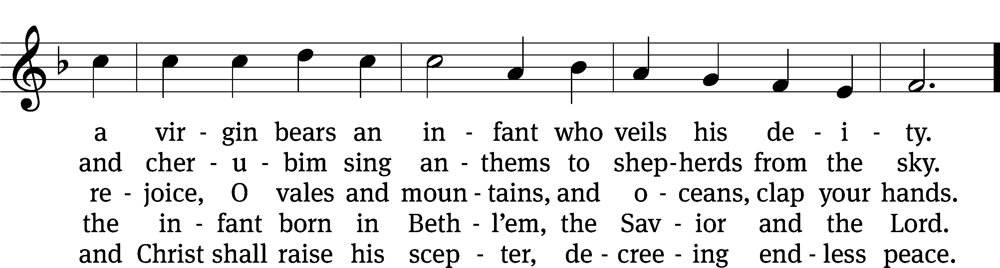 a vir - gin bears an in - fant who veils his de - i - ty.
and cher - u - bim sing an - thems to shep - herds from the sky.
re - joice, O vales and moun - tains, and o - ceans, clap your hands.
the in - fant born in Beth - l’em, the Sav - ior and the Lord.
and Christ shall raise his scep - ter, de - cree - ing end - less peace.